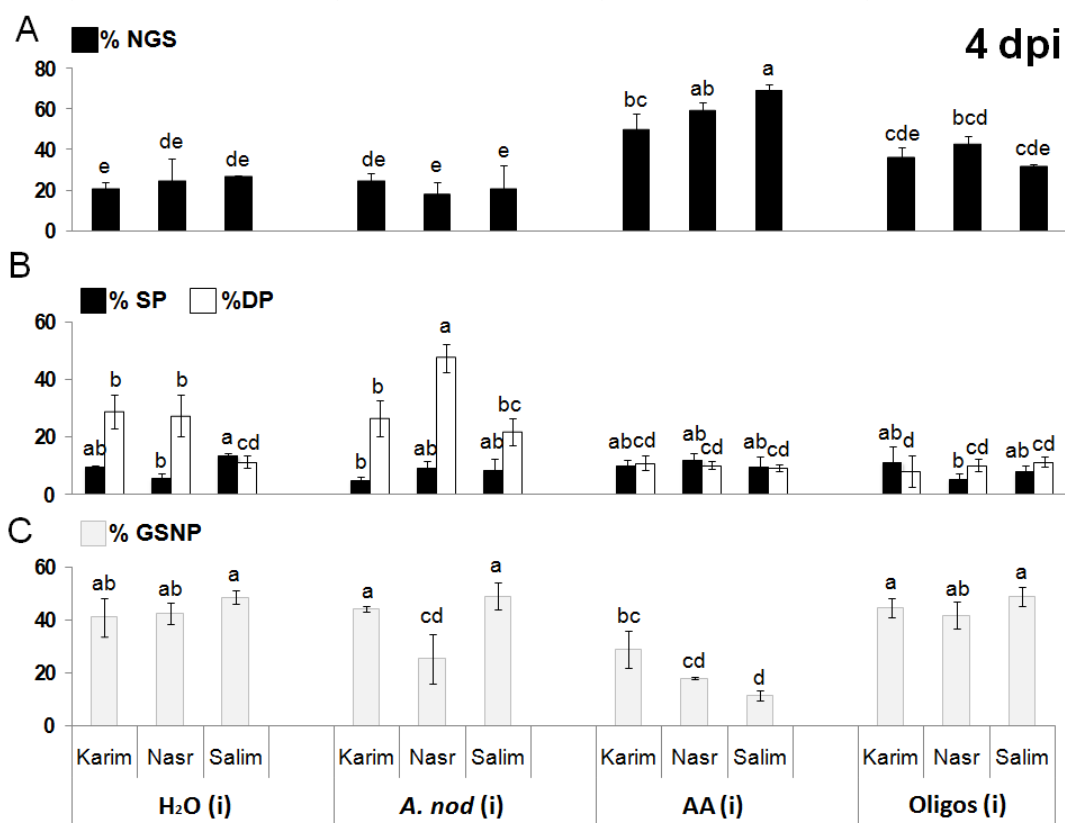 A
% NGS
4 dpi
80
a
ab
60
bc
bcd
40
de
de
de
cde
cde
e
e
e
20
0
B
% SP %DP
60
a
40
b
b
b
bc
20
ab
b
a
cd
b
ab
ab
ab cd
ab
cd
ab
cd
ab d
b
cd
ab
cd
0
C
% GSNP
60
ab
ab
a
a
cd
a
a
ab
a
40
bc
cd
d
20
0
Karim Nasr Salim Karim Nasr Salim Karim Nasr Salim Karim Nasr Salim
H₂O (i) A. nod (i) AA (i) Oligos (i)